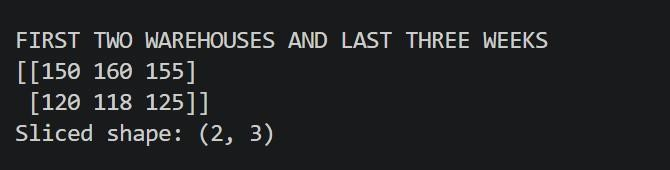 FIRST TWO WAREHOUSES AND LAST THREE WEEKS
[[150 160 155]
 [120 118 125]]
Sliced shape: (2, 3)